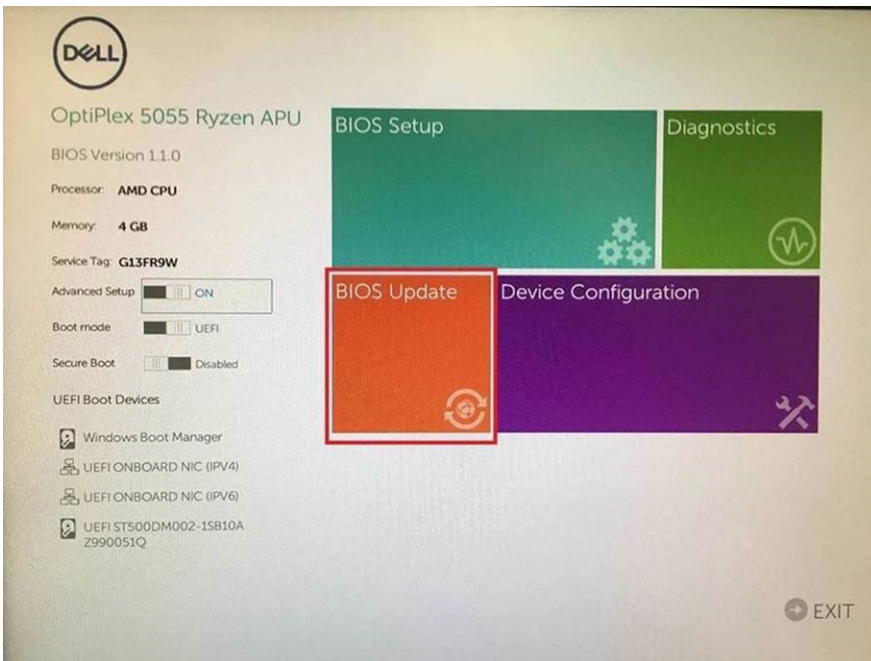 DELL
OptiPlex 5055 Ryzen APU
BIOS Version 1.1.0
Processor: AMD CPU
Memory: 4 GB
Service Tag: G13FR9W
Advanced Setup ON
Boot mode UEFI
Secure Boot Disabled
UEFI Boot Devices
Windows Boot Manager
UEFI ONBOARD NIC (IPV4)
UEFI ONBOARD NIC (IPV6)
UEFI ST500DM002-1SB10A
Z990051Q
BIOS Setup
Diagnostics
BIOS Update
Device Configuration
EXIT